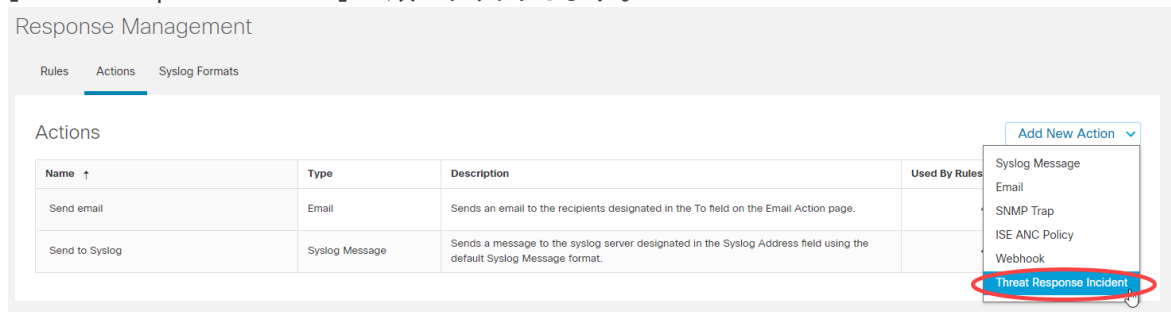 Response Management
Rules Actions Syslog Formats
Actions
Add New Action
Name ↑ Type Description Used By Rules
Send email Email Sends an email to the recipients designated in the To field on the Email Action page.
Send to Syslog Syslog Message Sends a message to the syslog server designated in the Syslog Address field using the
default Syslog Message format.
Syslog Message
Email
SNMP Trap
ISE ANC Policy
Webhook
Threat Response Incident